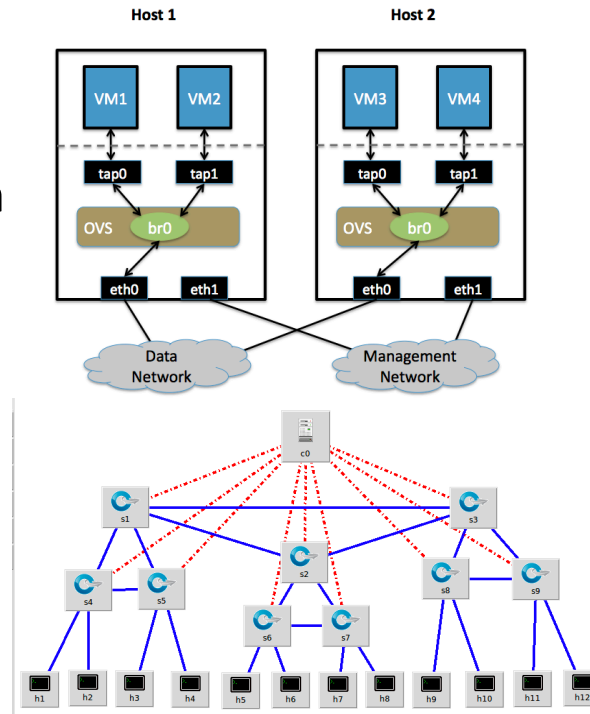 Host 1 Host 2
VM1 VM2 VM3 VM4
tap0 tap1 tap0 tap1
OVS br0 OVS br0
eth0 eth1 eth0 eth1
Data Management
Network Network
c0
s1 s3
s2
s4 s5 s8 s9
s6 s7
h1 h2 h3 h4 h5 h6 h7 h8 h9 h10 h11 h12